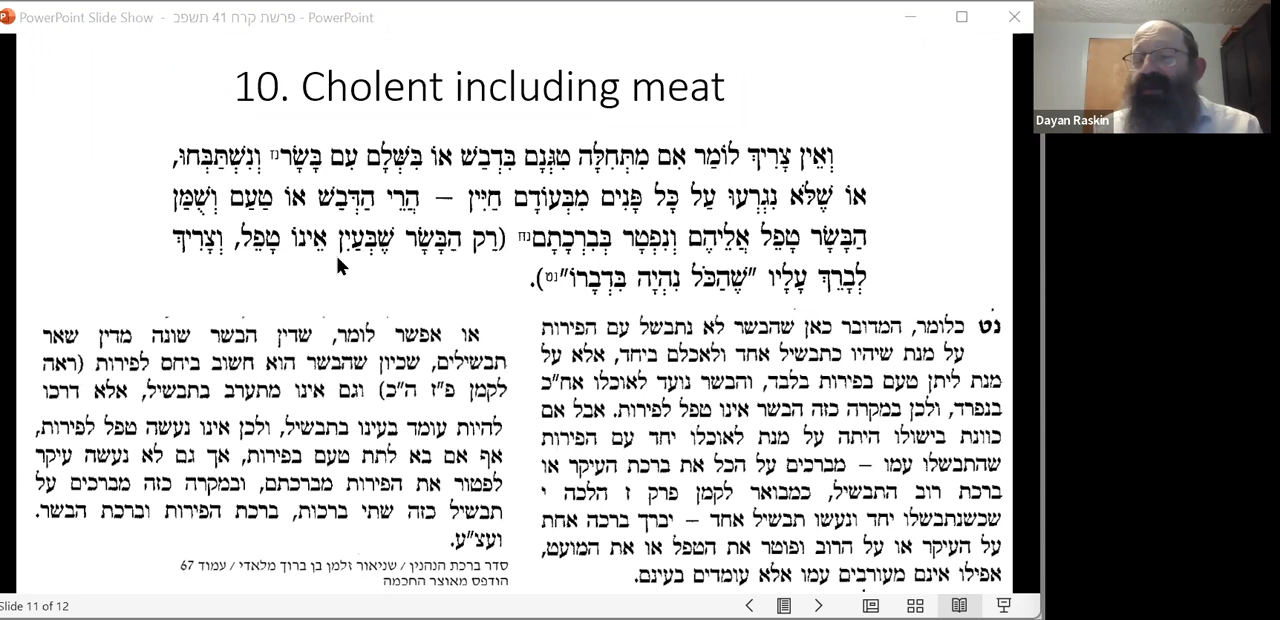 PowerPoint Slide Show - פרשת קרח 41 תשפכ - PowerPoint
Dayan Raskin
10. Cholent including meat
וְאֵין צָרִיךְ לוֹמַר אִם מִתְּחִלָּה טִגְּנָם בִּדְבַשׁ אוֹ בִּשְּׁלָם עִם בָּשָׂרנז וְנִשְׁתַּבְּחוּ,
אוֹ שֶׁלֹּא נִגְרְעוּ עַל כָּל פָּנִים מִבְּעוֹדָם חַיִּין – הֲרֵי הַדְּבַשׁ אוֹ טַעַם וְשֻׁמַּן
הַבָּשָׂר טָפֵל אֲלֵיהֶם וְנִפְטָר בְּבִרְכָתָםנח (רַק הַבָּשָׂר שֶׁבְּעַיִן אֵינוֹ טָפֵל, וְצָרִיךְ
לְבָרֵךְ עָלָיו "שֶׁהַכֹּל נִהְיָה בִּדְבָרוֹ"נט).
נט כלומר, המדובר כאן שהבשר לא נתבשל עם הפירות
על מנת שיהיו כתבשיל אחד ולאכלם ביחד, אלא על
מנת ליתן טעם בפירות בלבד, והבשר נועד לאוכלו אח"כ
בנפרד, ולכן במקרה כזה הבשר אינו טפל לפירות. אבל אם
כוונת בישולו היתה על מנת לאוכלו יחד עם הפירות
שהתבשלו עמו – מברכים על הכל את ברכת העיקר או
ברכת רוב התבשיל, כמבואר לקמן פרק ז הלכה י
שכשנתבשלו יחד ונעשו תבשיל אחד – יברך ברכה אחת
על העיקר או על הרוב ופוטר את הטפל או את המועט,
אפילו אינם מעורבים עמו אלא עומדים בעינם.
או אפשר לומר, שדין הבשר שונה מדין שאר
תבשילים, שכיון שהבשר הוא חשוב ביחס לפירות (ראה
לקמן פ"ז ה"כ) וגם אינו מתערב בתבשיל, אלא דרכו
להיות עומד בעינו בתבשיל, ולכן אינו נעשה טפל לפירות,
אף אם בא לתת טעם בפירות, אך גם לא נעשה עיקר
לפטור את הפירות מברכתם, ובמקרה כזה מברכים על
תבשיל כזה שתי ברכות, ברכת הפירות וברכת הבשר.
ועצ"ע.
סדר ברכת הנהנין / שניאור זלמן בן ברוך מלאדי / עמוד 67
הודפס מאוצר החכמה
Slide 11 of 12